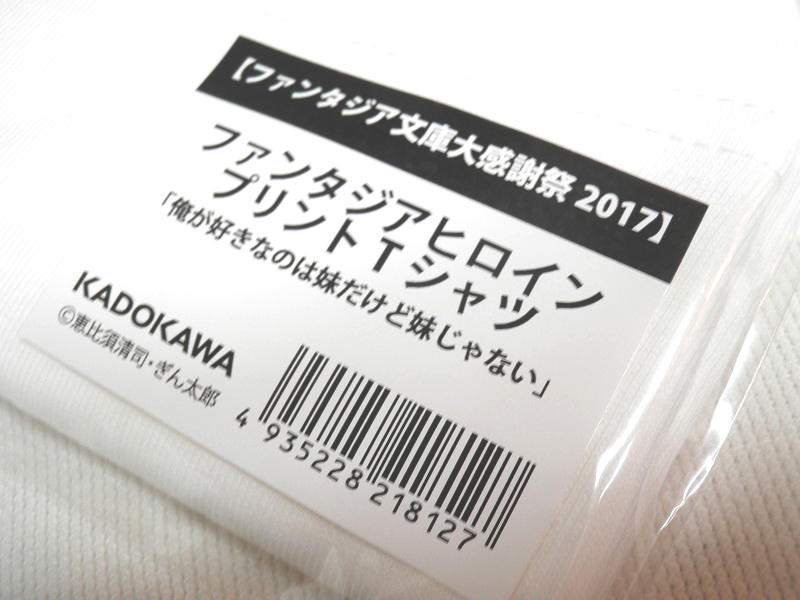 【ファンタジア文庫大感謝祭 2017】
ファンタジアヒロイン
プリントTシャツ
「俺が好きなのは妹だけど妹じゃない」
KADOKAWA
©恵比須清司・ぎん太郎
4 935228 218127